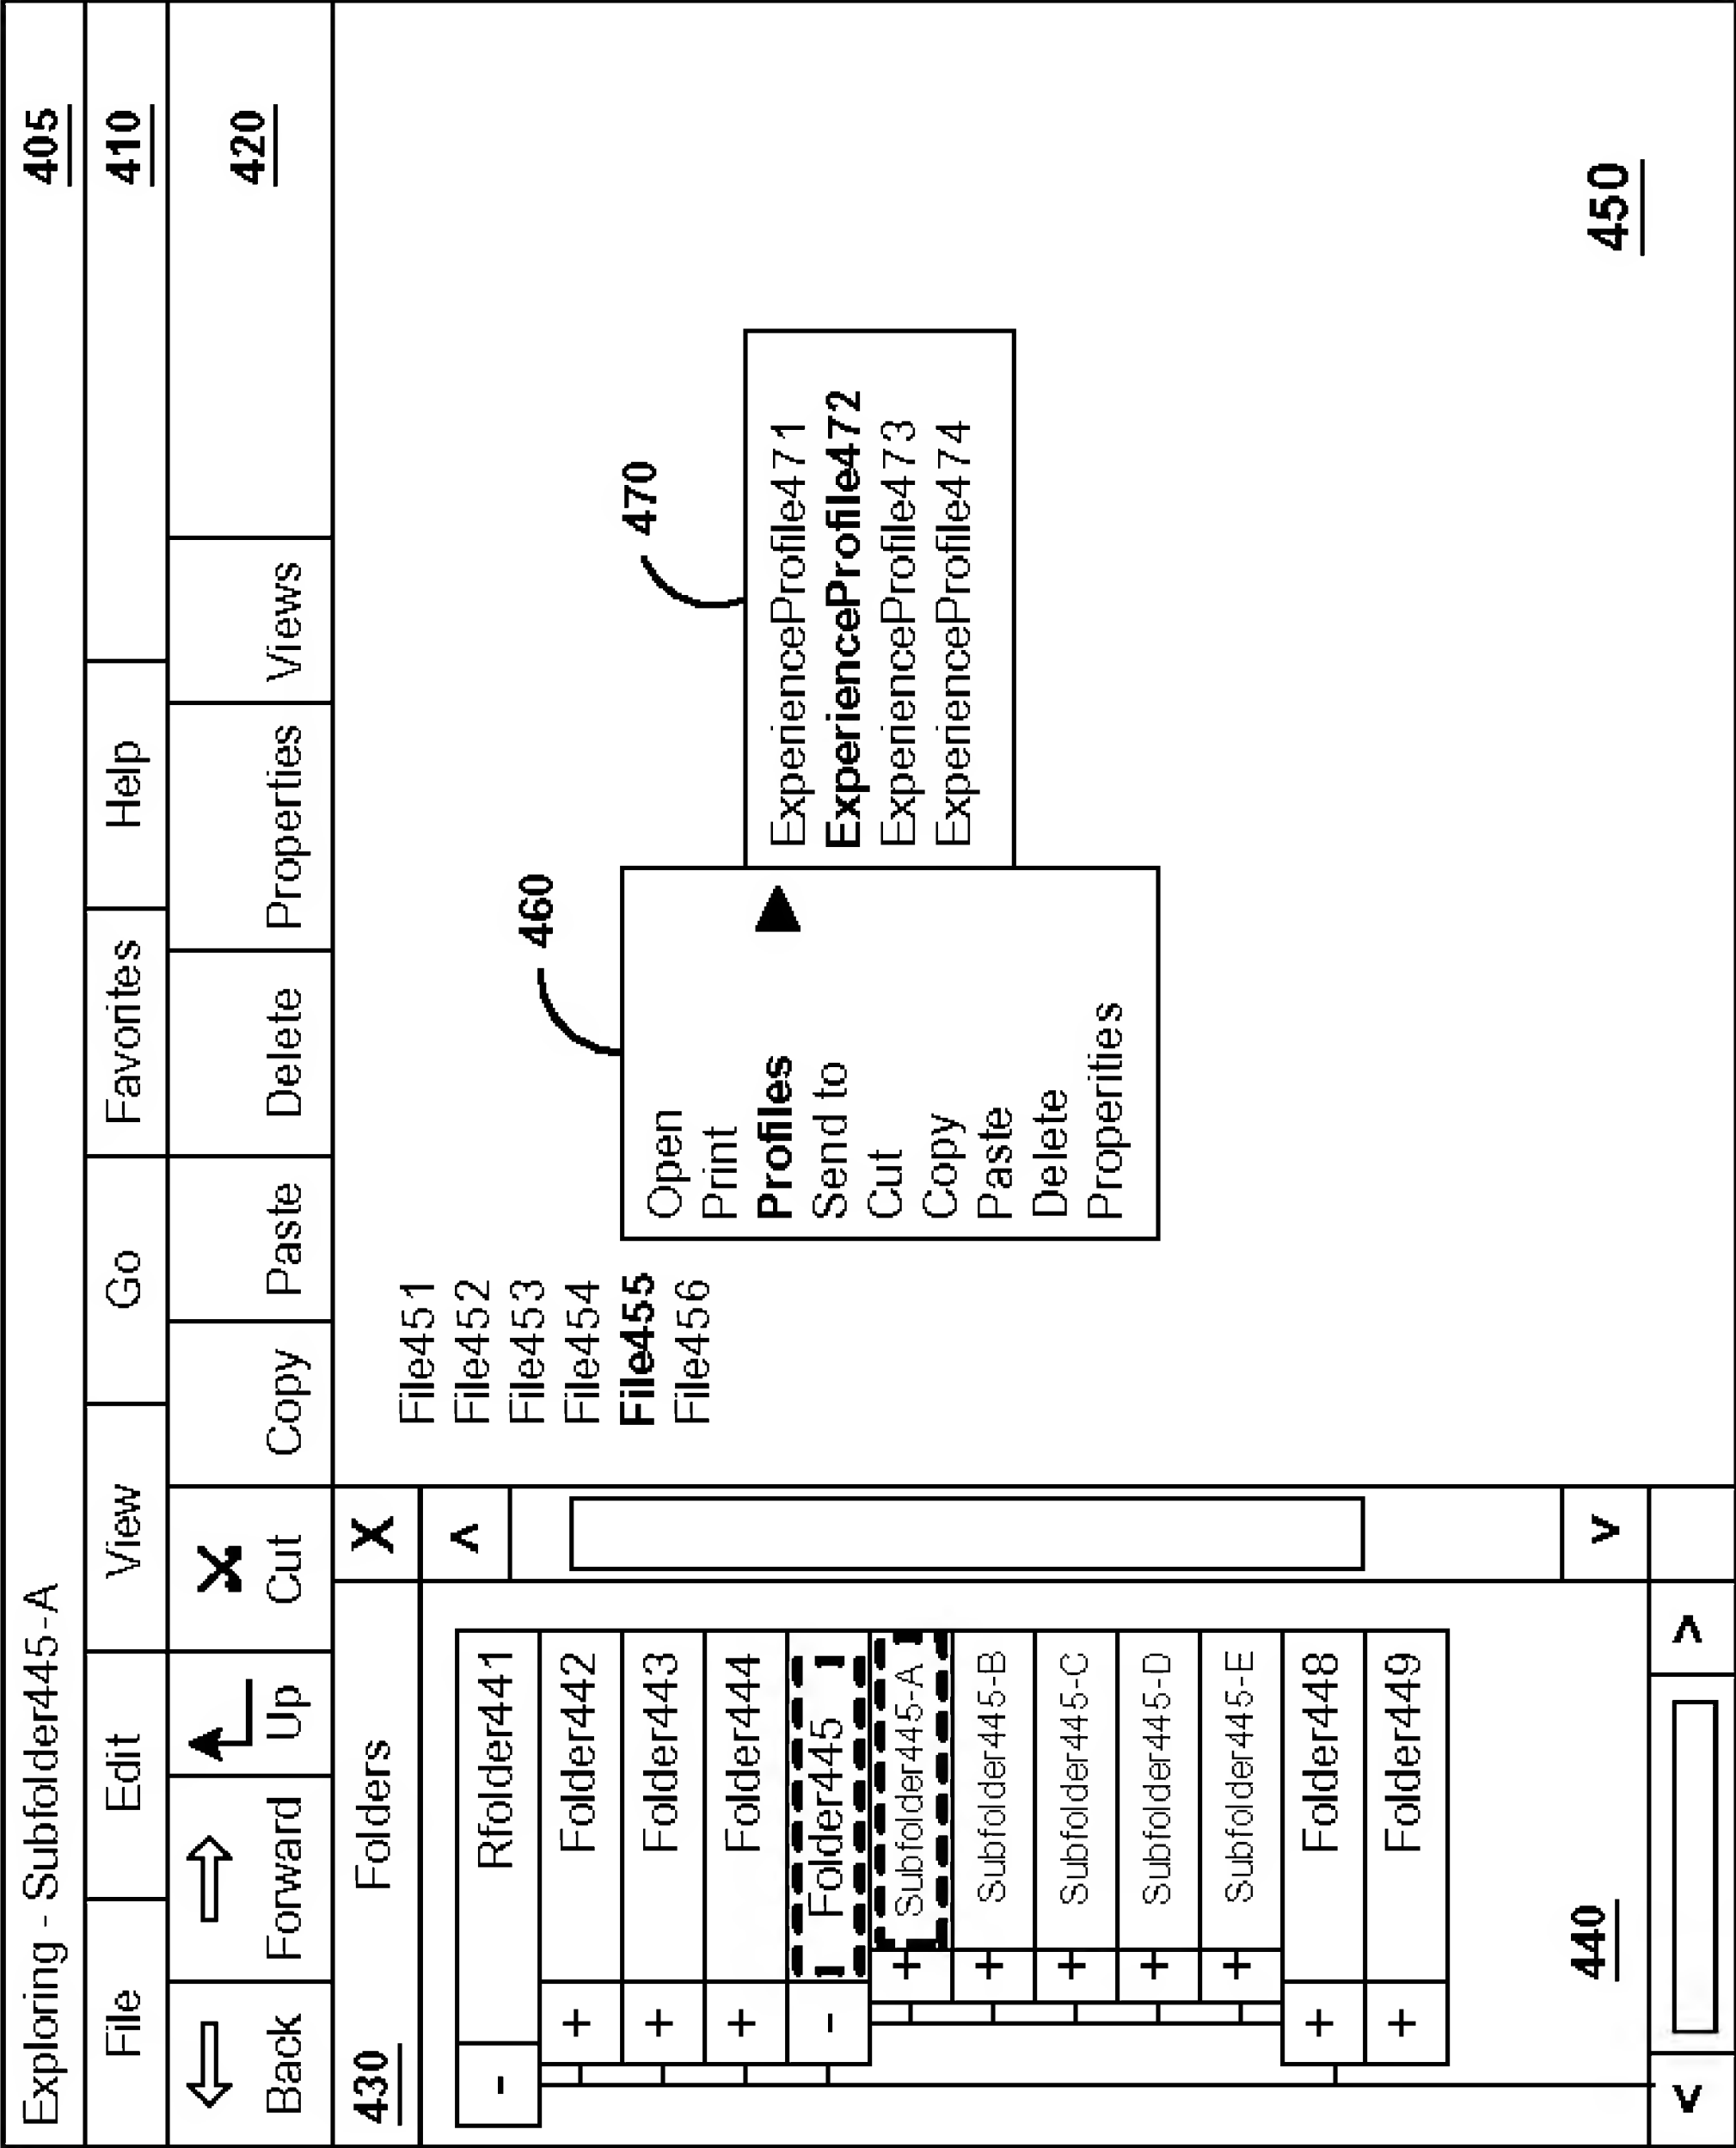 Exploring - Subfolder445-A 405
File Edit View Go Favorites Help 410
Back Forward Up Cut Copy Paste Delete Properties Views 420
430 Folders X
Rfolder441
Folder442
Folder443
Folder444
Folder445
Subfolder445-A
Subfolder445-B
Subfolder445-C
Subfolder445-D
Subfolder445-E
Folder448
Folder449
440
File451
File452
File453
File454
File455
File456
460
Open
Print
Profiles
Send to
Cut
Copy
Paste
Delete
Properities
470
ExperienceProfile471
ExperienceProfile472
ExperienceProfile473
ExperienceProfile474
450